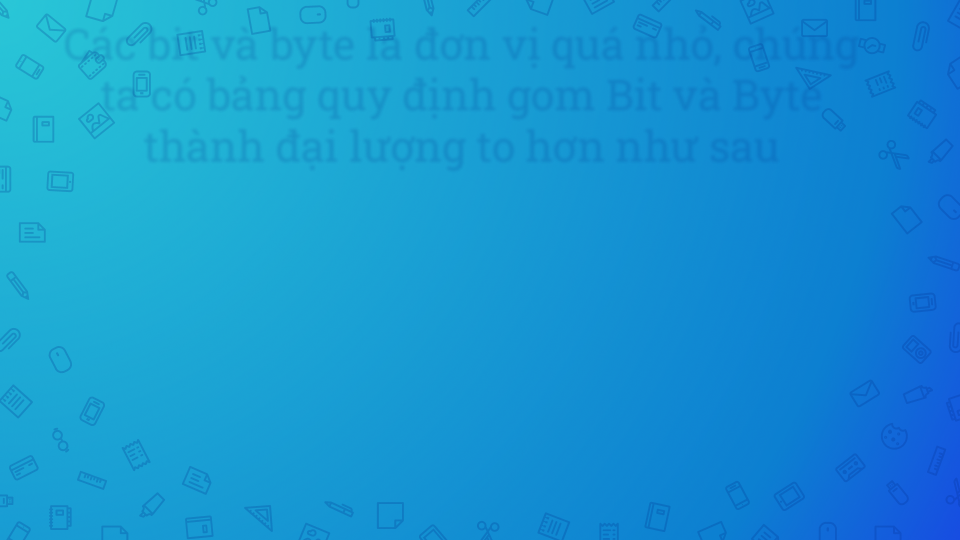 Các bit và byte là đơn vị quá nhỏ, chúng
ta có bảng quy định gom Bit và Byte
thành đại lượng to hơn như sau